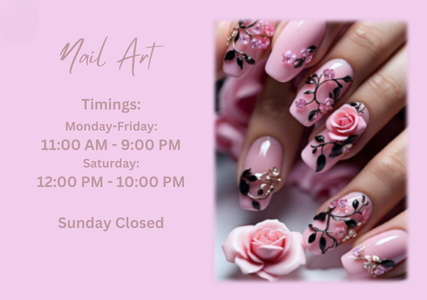 Nail Art
Timings:
Monday-Friday:
11:00 AM - 9:00 PM
Saturday:
12:00 PM - 10:00 PM
Sunday Closed